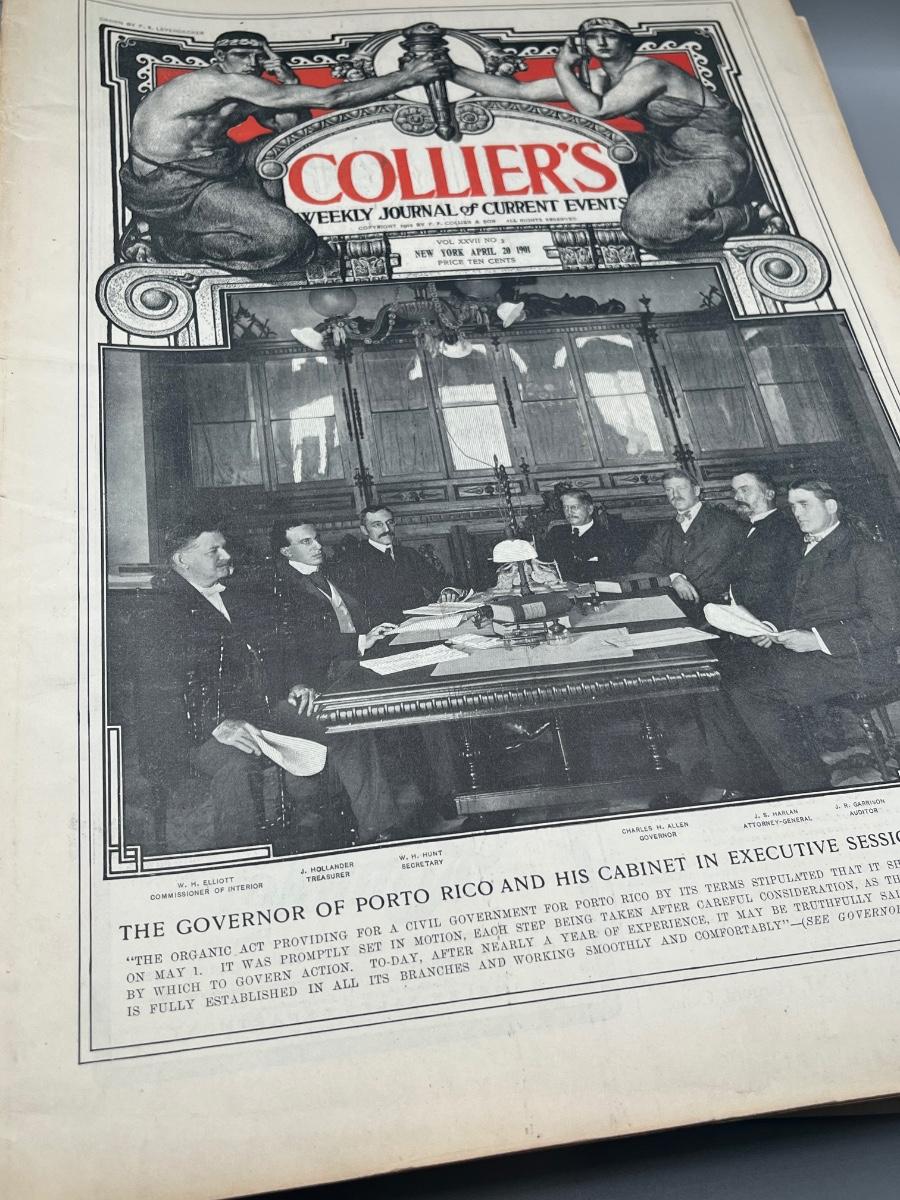 DRAWN BY F. X. LEYENDECKER
COLLIER'S
WEEKLY JOURNAL of CURRENT EVENTS
COPYRIGHT 1901 BY P. F. COLLIER & SON ALL RIGHTS RESERVED
VOL XXVII NO 3
NEW YORK APRIL 20 1901
PRICE TEN CENTS
W. H. ELLIOTT
COMMISSIONER OF INTERIOR
J. HOLLANDER
TREASURER
W. H. HUNT
SECRETARY
CHARLES H. ALLEN
GOVERNOR
J. S. HARLAN
ATTORNEY-GENERAL
J. R. GARRISON
AUDITOR
THE GOVERNOR OF PORTO RICO AND HIS CABINET IN EXECUTIVE SESSIO
"THE ORGANIC ACT PROVIDING FOR A CIVIL GOVERNMENT FOR PORTO RICO BY ITS TERMS STIPULATED THAT IT SH
ON MAY 1. IT WAS PROMPTLY SET IN MOTION, EACH STEP BEING TAKEN AFTER CAREFUL CONSIDERATION, AS TH
BY WHICH TO GOVERN ACTION. TO-DAY, AFTER NEARLY A YEAR OF EXPERIENCE, IT MAY BE TRUTHFULLY SAI
IS FULLY ESTABLISHED IN ALL ITS BRANCHES AND WORKING SMOOTHLY AND COMFORTABLY"—(SEE GOVERNOR